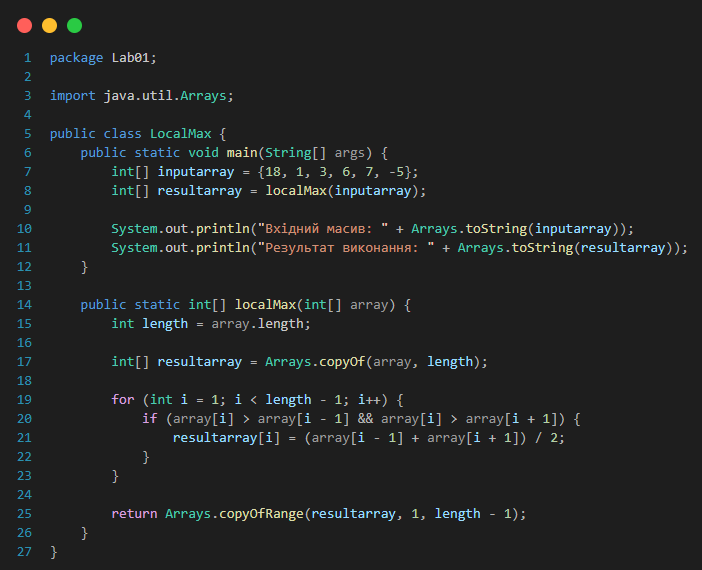 1 package Lab01;
2
3 import java.util.Arrays;
4
5 public class LocalMax {
6     public static void main(String[] args) {
7         int[] inputarray = {18, 1, 3, 6, 7, -5};
8         int[] resultarray = localMax(inputarray);
9
10         System.out.println("Вхідний масив: " + Arrays.toString(inputarray));
11         System.out.println("Результат виконання: " + Arrays.toString(resultarray));
12     }
13
14     public static int[] localMax(int[] array) {
15         int length = array.length;
16
17         int[] resultarray = Arrays.copyOf(array, length);
18
19         for (int i = 1; i < length - 1; i++) {
20             if (array[i] > array[i - 1] && array[i] > array[i + 1]) {
21                 resultarray[i] = (array[i - 1] + array[i + 1]) / 2;
22             }
23         }
24
25         return Arrays.copyOfRange(resultarray, 1, length - 1);
26     }
27 }